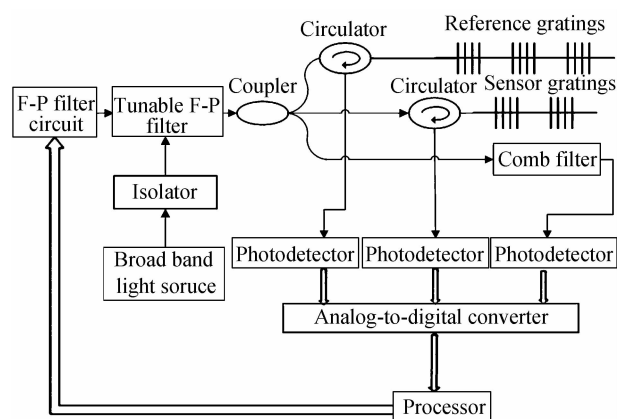 Circulator
Reference gratings
Coupler
Circulator
Sensor gratings
F-P filter
circuit
Tunable F-P
filter
Comb filter
Isolator
Broad band
light soruce
Photodetector
Photodetector
Photodetector
Analog-to-digital converter
Processor